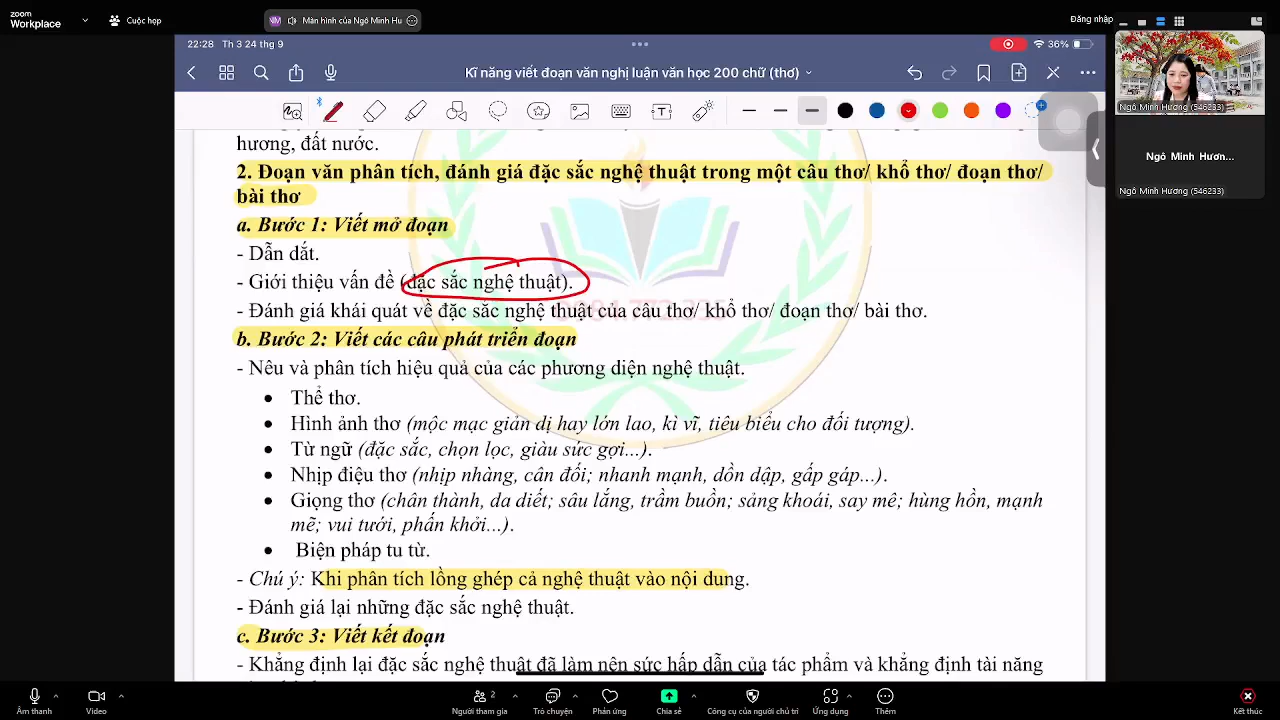 zoom
Workplace
Cuộc họp
NM
Màn hình của Ngô Minh Hu
Đăng nhập
22:28 Th 3 24 thg 9
36%
Kĩ năng viết đoạn văn nghị luận văn học 200 chữ (thơ)
hương, đất nước.
2. Đoạn văn phân tích, đánh giá đặc sắc nghệ thuật trong một câu thơ/ khổ thơ/ đoạn thơ/
bài thơ
a. Bước 1: Viết mở đoạn
- Dẫn dắt.
- Giới thiệu vấn đề (đặc sắc nghệ thuật).
- Đánh giá khái quát về đặc sắc nghệ thuật của câu thơ/ khổ thơ/ đoạn thơ/ bài thơ.
b. Bước 2: Viết các câu phát triển đoạn
- Nêu và phân tích hiệu quả của các phương diện nghệ thuật.
• Thể thơ.
• Hình ảnh thơ (mộc mạc giản dị hay lớn lao, kì vĩ, tiêu biểu cho đối tượng).
• Từ ngữ (đặc sắc, chọn lọc, giàu sức gợi...).
• Nhịp điệu thơ (nhịp nhàng, cân đối; nhanh mạnh, dồn dập, gấp gáp...).
• Giọng thơ (chân thành, da diết; sâu lắng, trầm buồn; sảng khoái, say mê; hùng hồn, mạnh
mẽ; vui tươi, phấn khởi...).
• Biện pháp tu từ.
- Chú ý: Khi phân tích lồng ghép cả nghệ thuật vào nội dung.
- Đánh giá lại những đặc sắc nghệ thuật.
c. Bước 3: Viết kết đoạn
- Khẳng định lại đặc sắc nghệ thuật đã làm nên sức hấp dẫn của tác phẩm và khẳng định tài năng
Ngô Minh Hương (546233)
Ngô Minh Hươn...
Ngô Minh Hương (546233)
Âm thanh
Video
2
Người tham gia
Trò chuyện
Phản ứng
Chia sẻ
Công cụ của người chủ trì
Ứng dụng
Thêm
Kết thúc